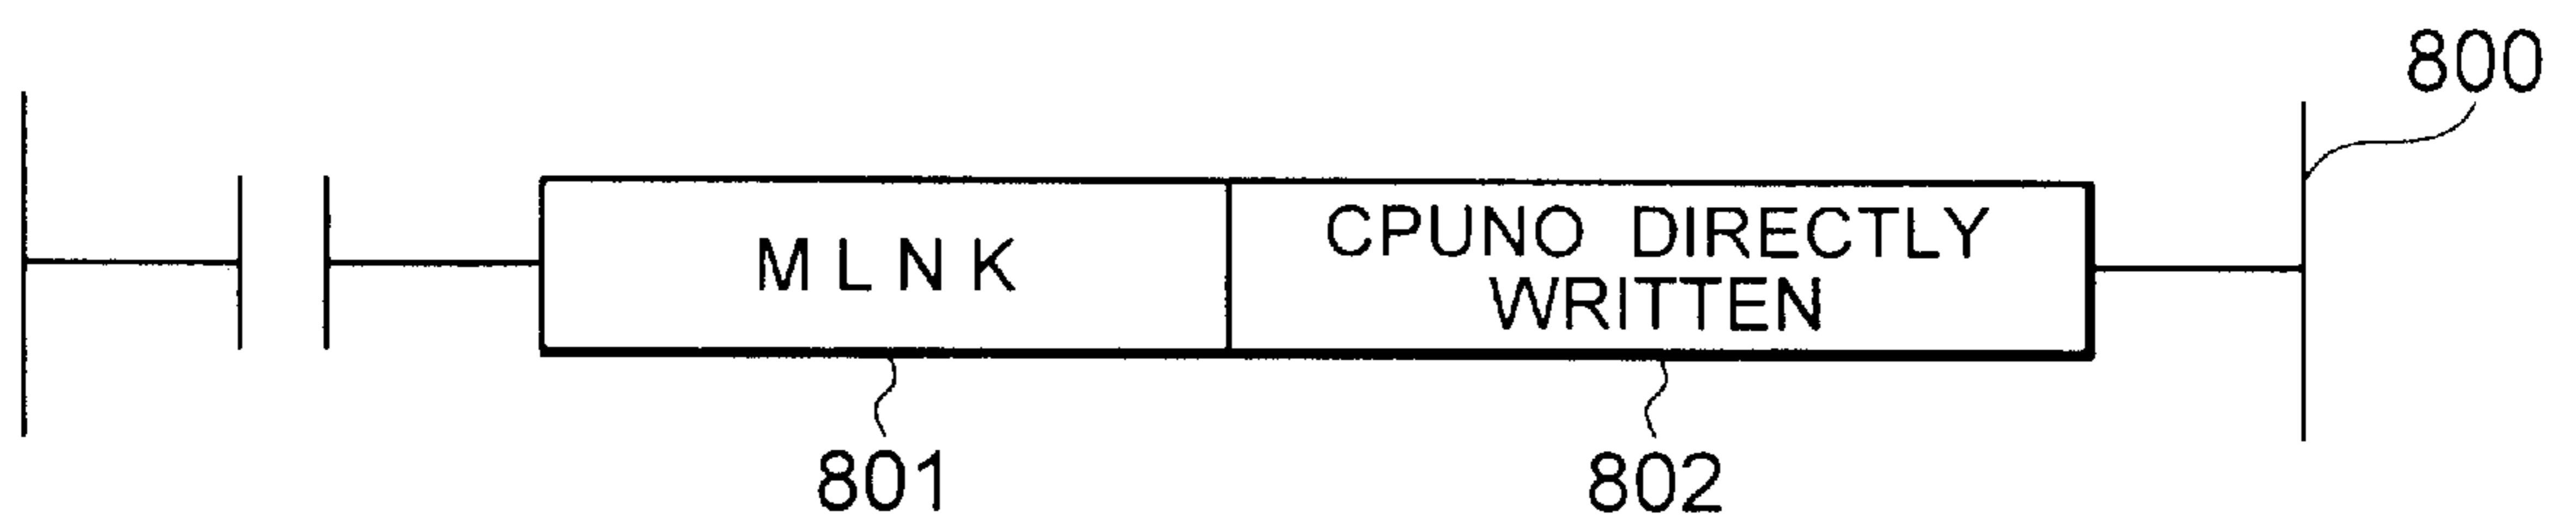 800
MLNK
CPUNO DIRECTLY
WRITTEN
801
802